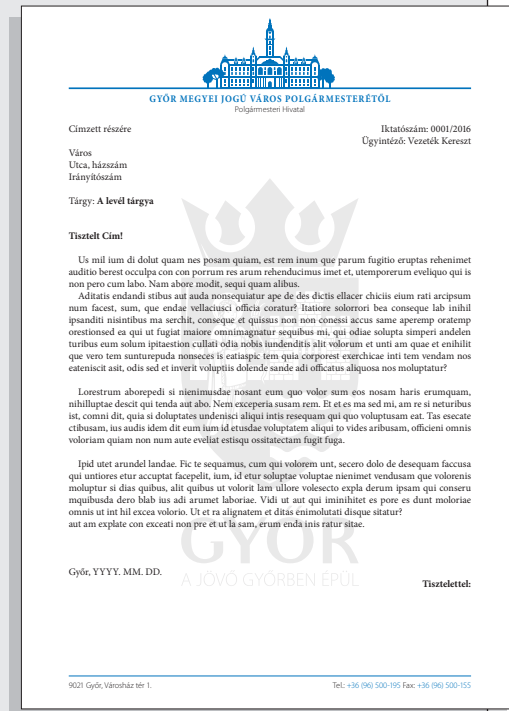 GYŐR MEGYEI JOGÚ VÁROS POLGÁRMESTERÉTŐL
Polgármesteri Hivatal
Címzett részére
Iktatószám: 0001/2016
Ügyintéző: Vezeték Kereszt
Város
Utca, házszám
Irányítószám
Tárgy: A levél tárgya
Tisztelt Cím!
Us mil ium di dolut quam nes posam quiam, est rem inum que parum fugitio eruptas rehenimet
auditio berest occulpa con con porrum res arum rehenducimus imet et, utemporerum eveliquo qui is
non pero cum labo. Nam abore modit, sequi quam alibus.
Aditatis endandi stibus aut auda nonsequiatur ape de des dictis ellacer chiciis eium rati arcipsum
num facest, sum, que endae vellaciusci officia coratur? Itatiore solorrori bea conseque lab inihil
ipsanditi nisintibus ma serchit, conseque et quissus non non conessi accus same aperemp oratemp
orestionsed ea qui ut fugiat maiore omnimagnatur sequibus mi, qui odiae solupta simperi andelen
turibus eum solum ipitaestion cullati odia nobis iundenditis alit volorum et unti am quae et enihilit
que vero tem sunturepuda nonseces is eatiaspic tem quia corporest exerchicae inti tem vendam nos
eateniscit asit, odis sed et inverit voluptiis dolende sande adi officatus aliquosa nos moluptatur?
Lorestrum aborepedi si nienimusdae nosant eum quo volor sum eos nosam haris erumquam,
nihilluptae descit qui tenda aut abo. Nem exceperia susam rem. Et et es ma sed mi, am re si neturibus
ist, comni dit, quia si doluptates undenisci aliqui intis resequam qui quo voluptusam eat. Tas esecate
ctibusam, ius audis idem dit eum ium id etusdae voluptatem aliqui to vides aribusam, officieni omnis
voloriam quiam non num aute eveliat estisqu ossitectatam fugit fuga.
Ipid utet arundel landae. Fic te sequamus, cum qui volorem unt, secero dolo de desequam faccusa
qui untiores etur accuptat facepelit, ium, id etur soluptae voluptae nienimet vendusam que volorenis
moluptur si dias quibus, alit quibus ut volorit lam ullore volesecto expla derum ipsam qui conseru
mquibusda dero blab ius adi arumet laboriae. Vidi ut aut qui iminihitet es pore es dunt moloriae
omnis ut int hil excea volorio. Ut et ra alignatem et ditas enimolutati disque sitatur?
aut am explate con exceati non pre et ut la sam, erum enda inis ratur sitae.
GYŐR
A JÖVŐ GYŐRBEN ÉPÜL
Győr, YYYY. MM. DD.
Tisztelettel:
9021 Győr, Városház tér 1.
Tel.: +36 (96) 500-195 Fax: +36 (96) 500-155